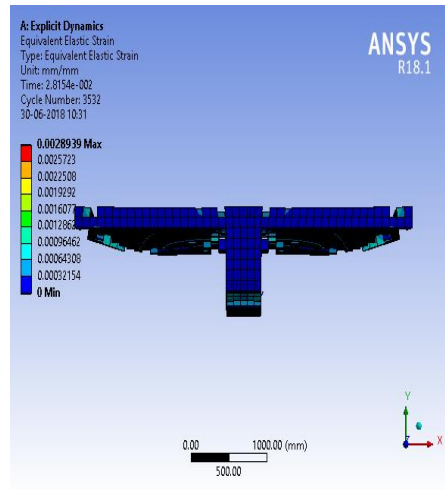 A: Explicit Dynamics
Equivalent Elastic Strain
Type: Equivalent Elastic Strain
Unit: mm/mm
Time: 2.8154e-002
Cycle Number: 3532
30-06-2018 10:31
ANSYS
R18.1
0.0028939 Max
0.0025723
0.0022508
0.0019292
0.0016077
0.0012862
0.00096462
0.00064308
0.00032154
0 Min
0.00 1000.00 (mm)
500.00
Y
Z X